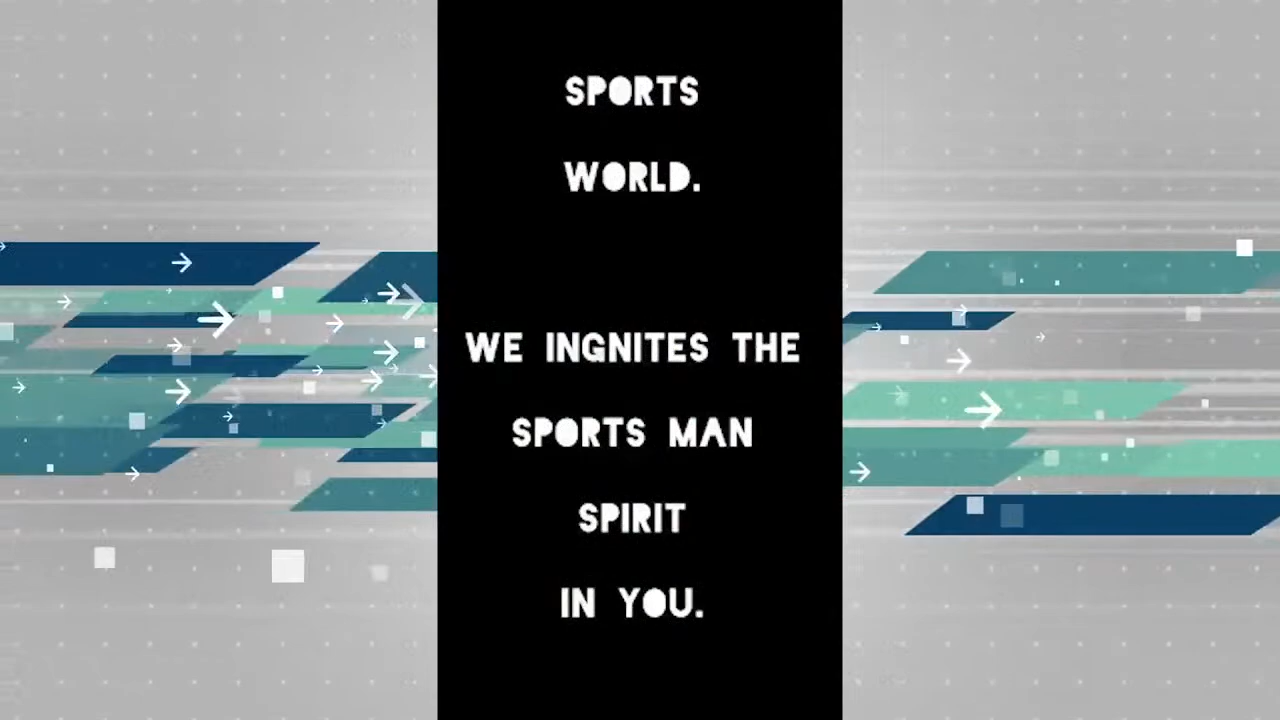 SPORTS
WORLD.
WE INGNITES THE
SPORTS MAN
SPIRIT
IN YOU.